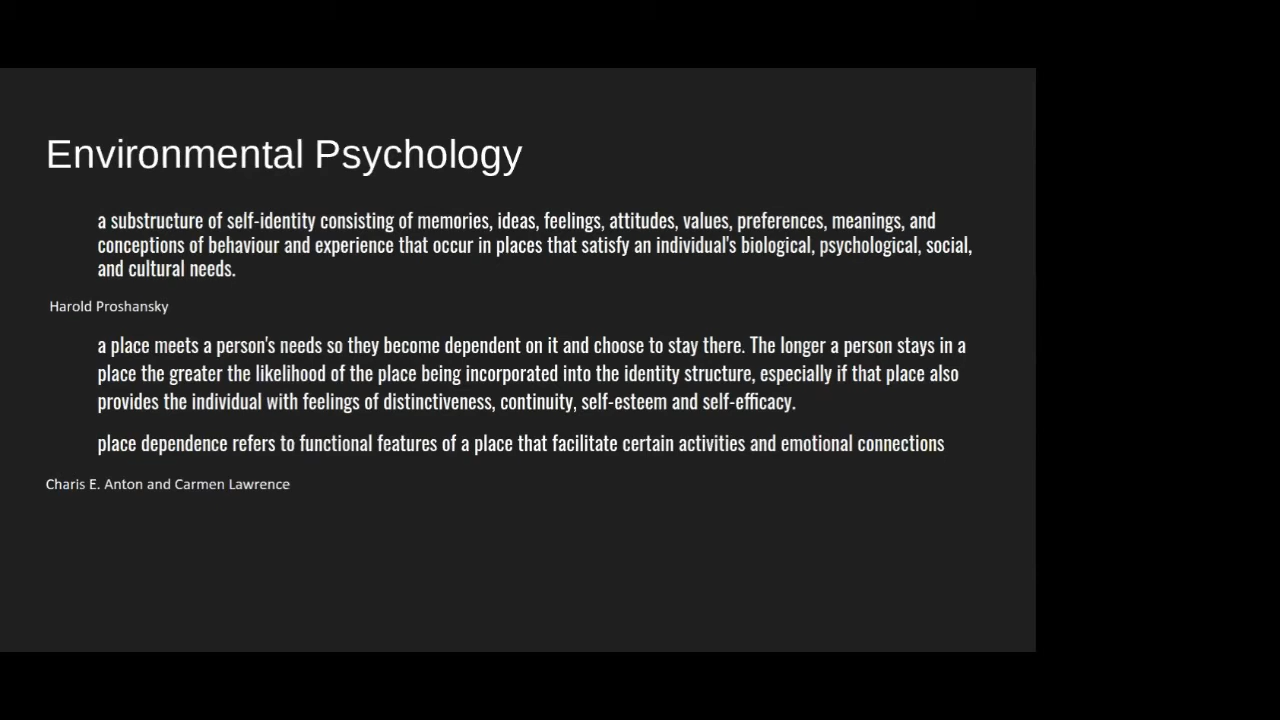 Environmental Psychology
a substructure of self-identity consisting of memories, ideas, feelings, attitudes, values, preferences, meanings, and
conceptions of behaviour and experience that occur in places that satisfy an individual's biological, psychological, social,
and cultural needs.
Harold Proshansky
a place meets a person's needs so they become dependent on it and choose to stay there. The longer a person stays in a
place the greater the likelihood of the place being incorporated into the identity structure, especially if that place also
provides the individual with feelings of distinctiveness, continuity, self-esteem and self-efficacy.
place dependence refers to functional features of a place that facilitate certain activities and emotional connections
Charis E. Anton and Carmen Lawrence